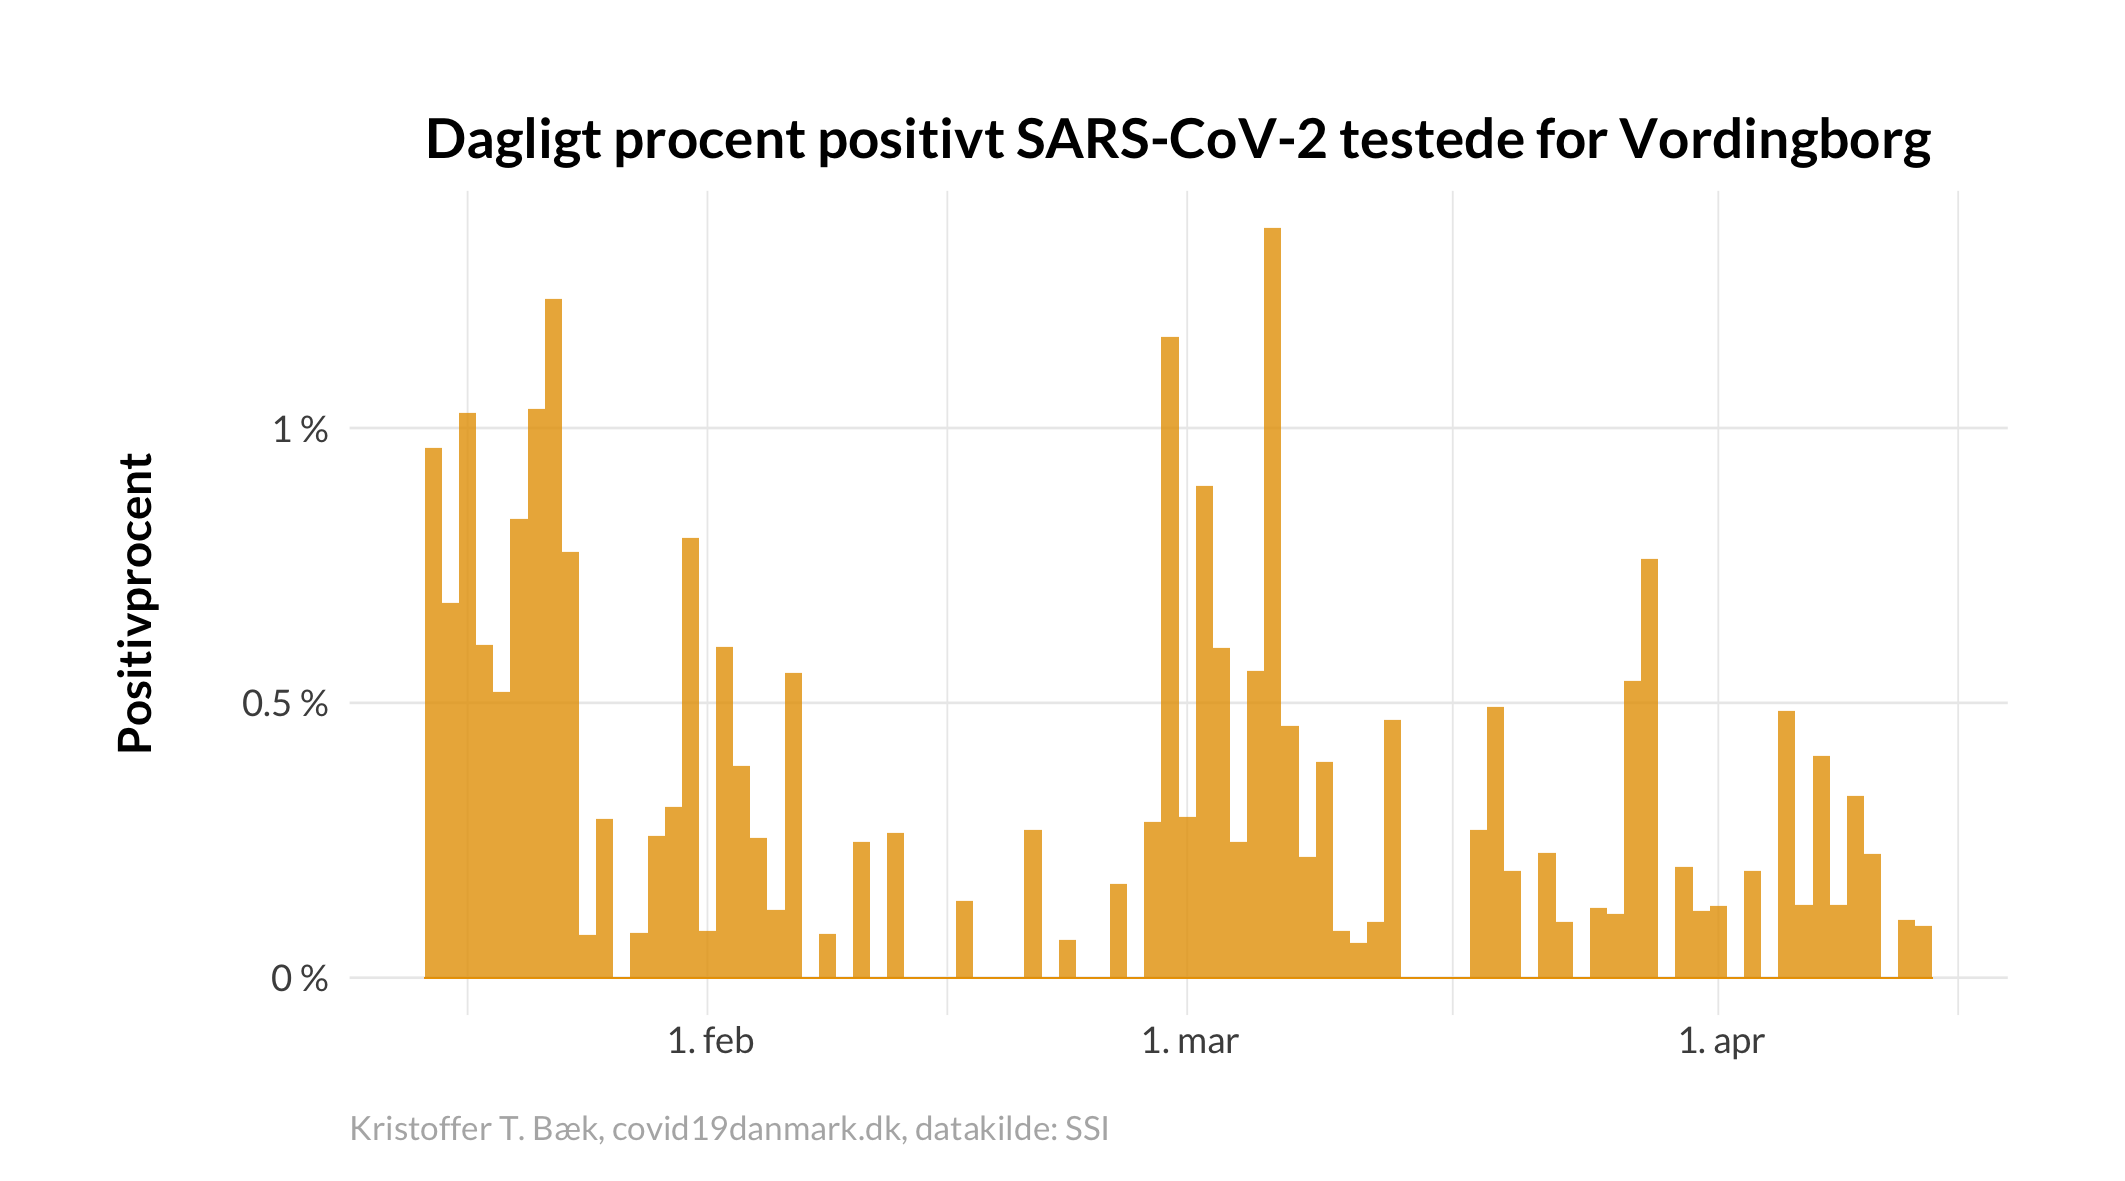 Dagligt procent positivt SARS-CoV-2 testede for Vordingborg
Positivprocent
1 %
0.5 %
0 %
1. feb
1. mar
1. apr
Kristoffer T. Bæk, covid19danmark.dk, datakilde: SSI